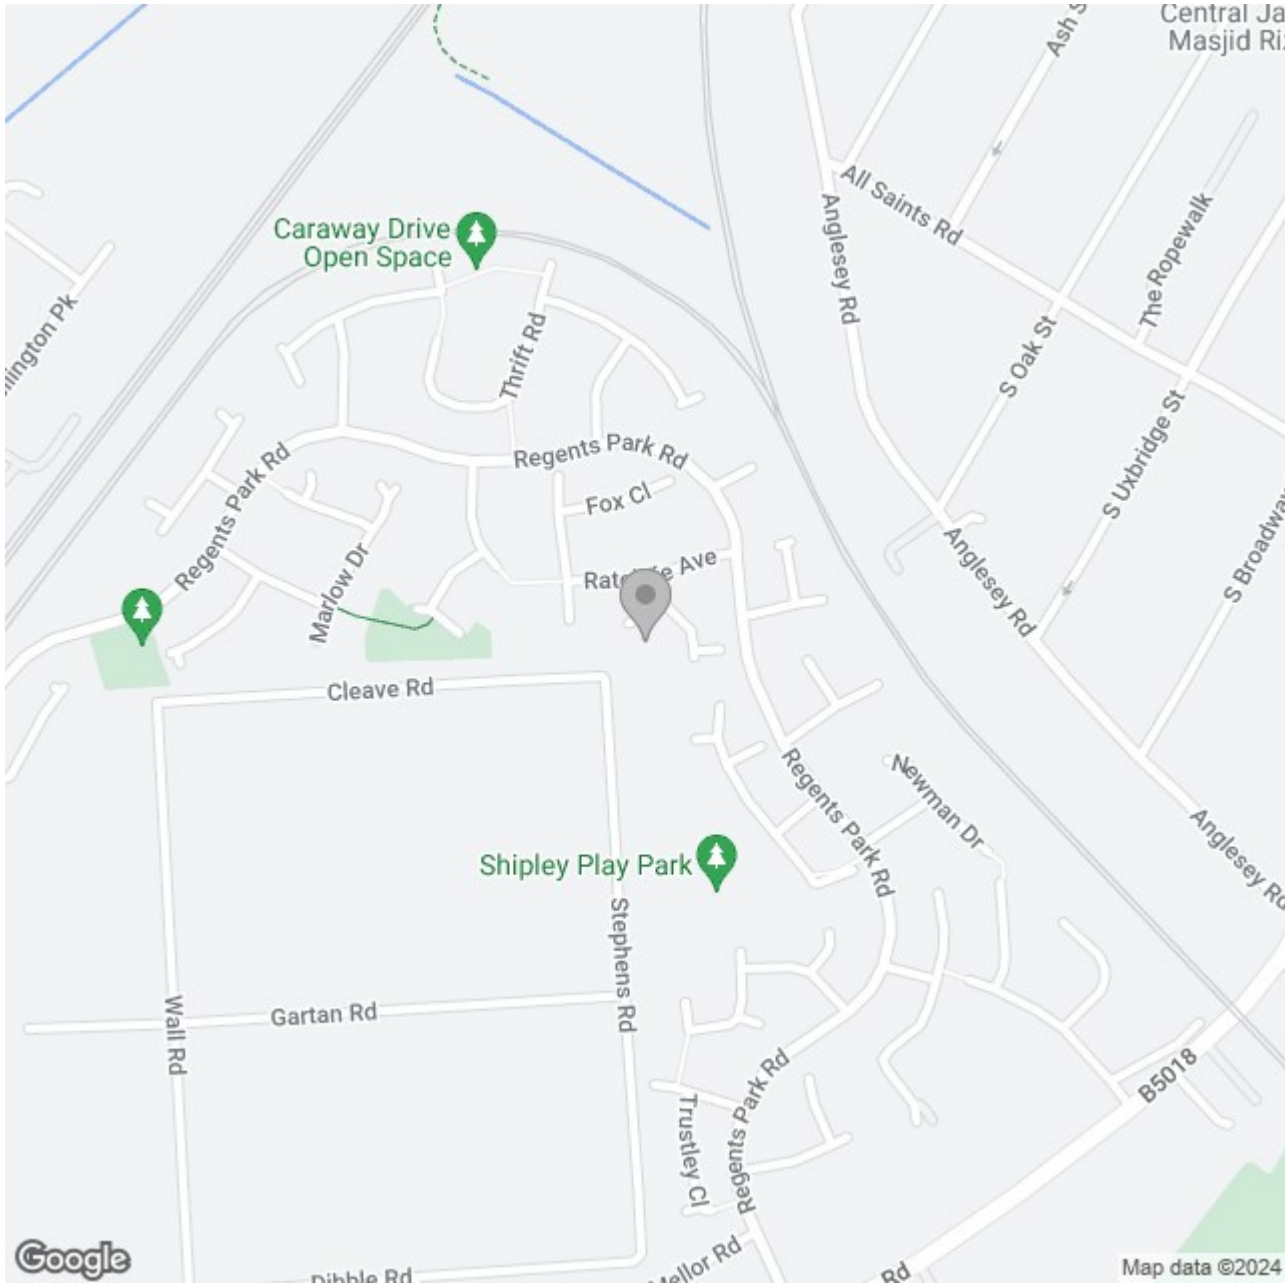 Central Ja
Masjid Ri
Ash S
All Saints Rd
Anglesey Rd
The Ropewalk
Caraway Drive
Open Space
llington Pk
Thrift Rd
S Oak St
S Uxbridge St
S Broadway
Regents Park Rd
Regents Park Rd
Fox Cl
Marlow Dr
Anglesey Rd
Ave
Cleave Rd
Newman Dr
Regents Park Rd
Anglesey Rd
Shipley Play Park
Stephens Rd
Wall Rd
Gartan Rd
B5018
Regents Park Rd
Trustley Cl
Mellor Rd
Dibble Rd
Rd
Google
Map data ©2024